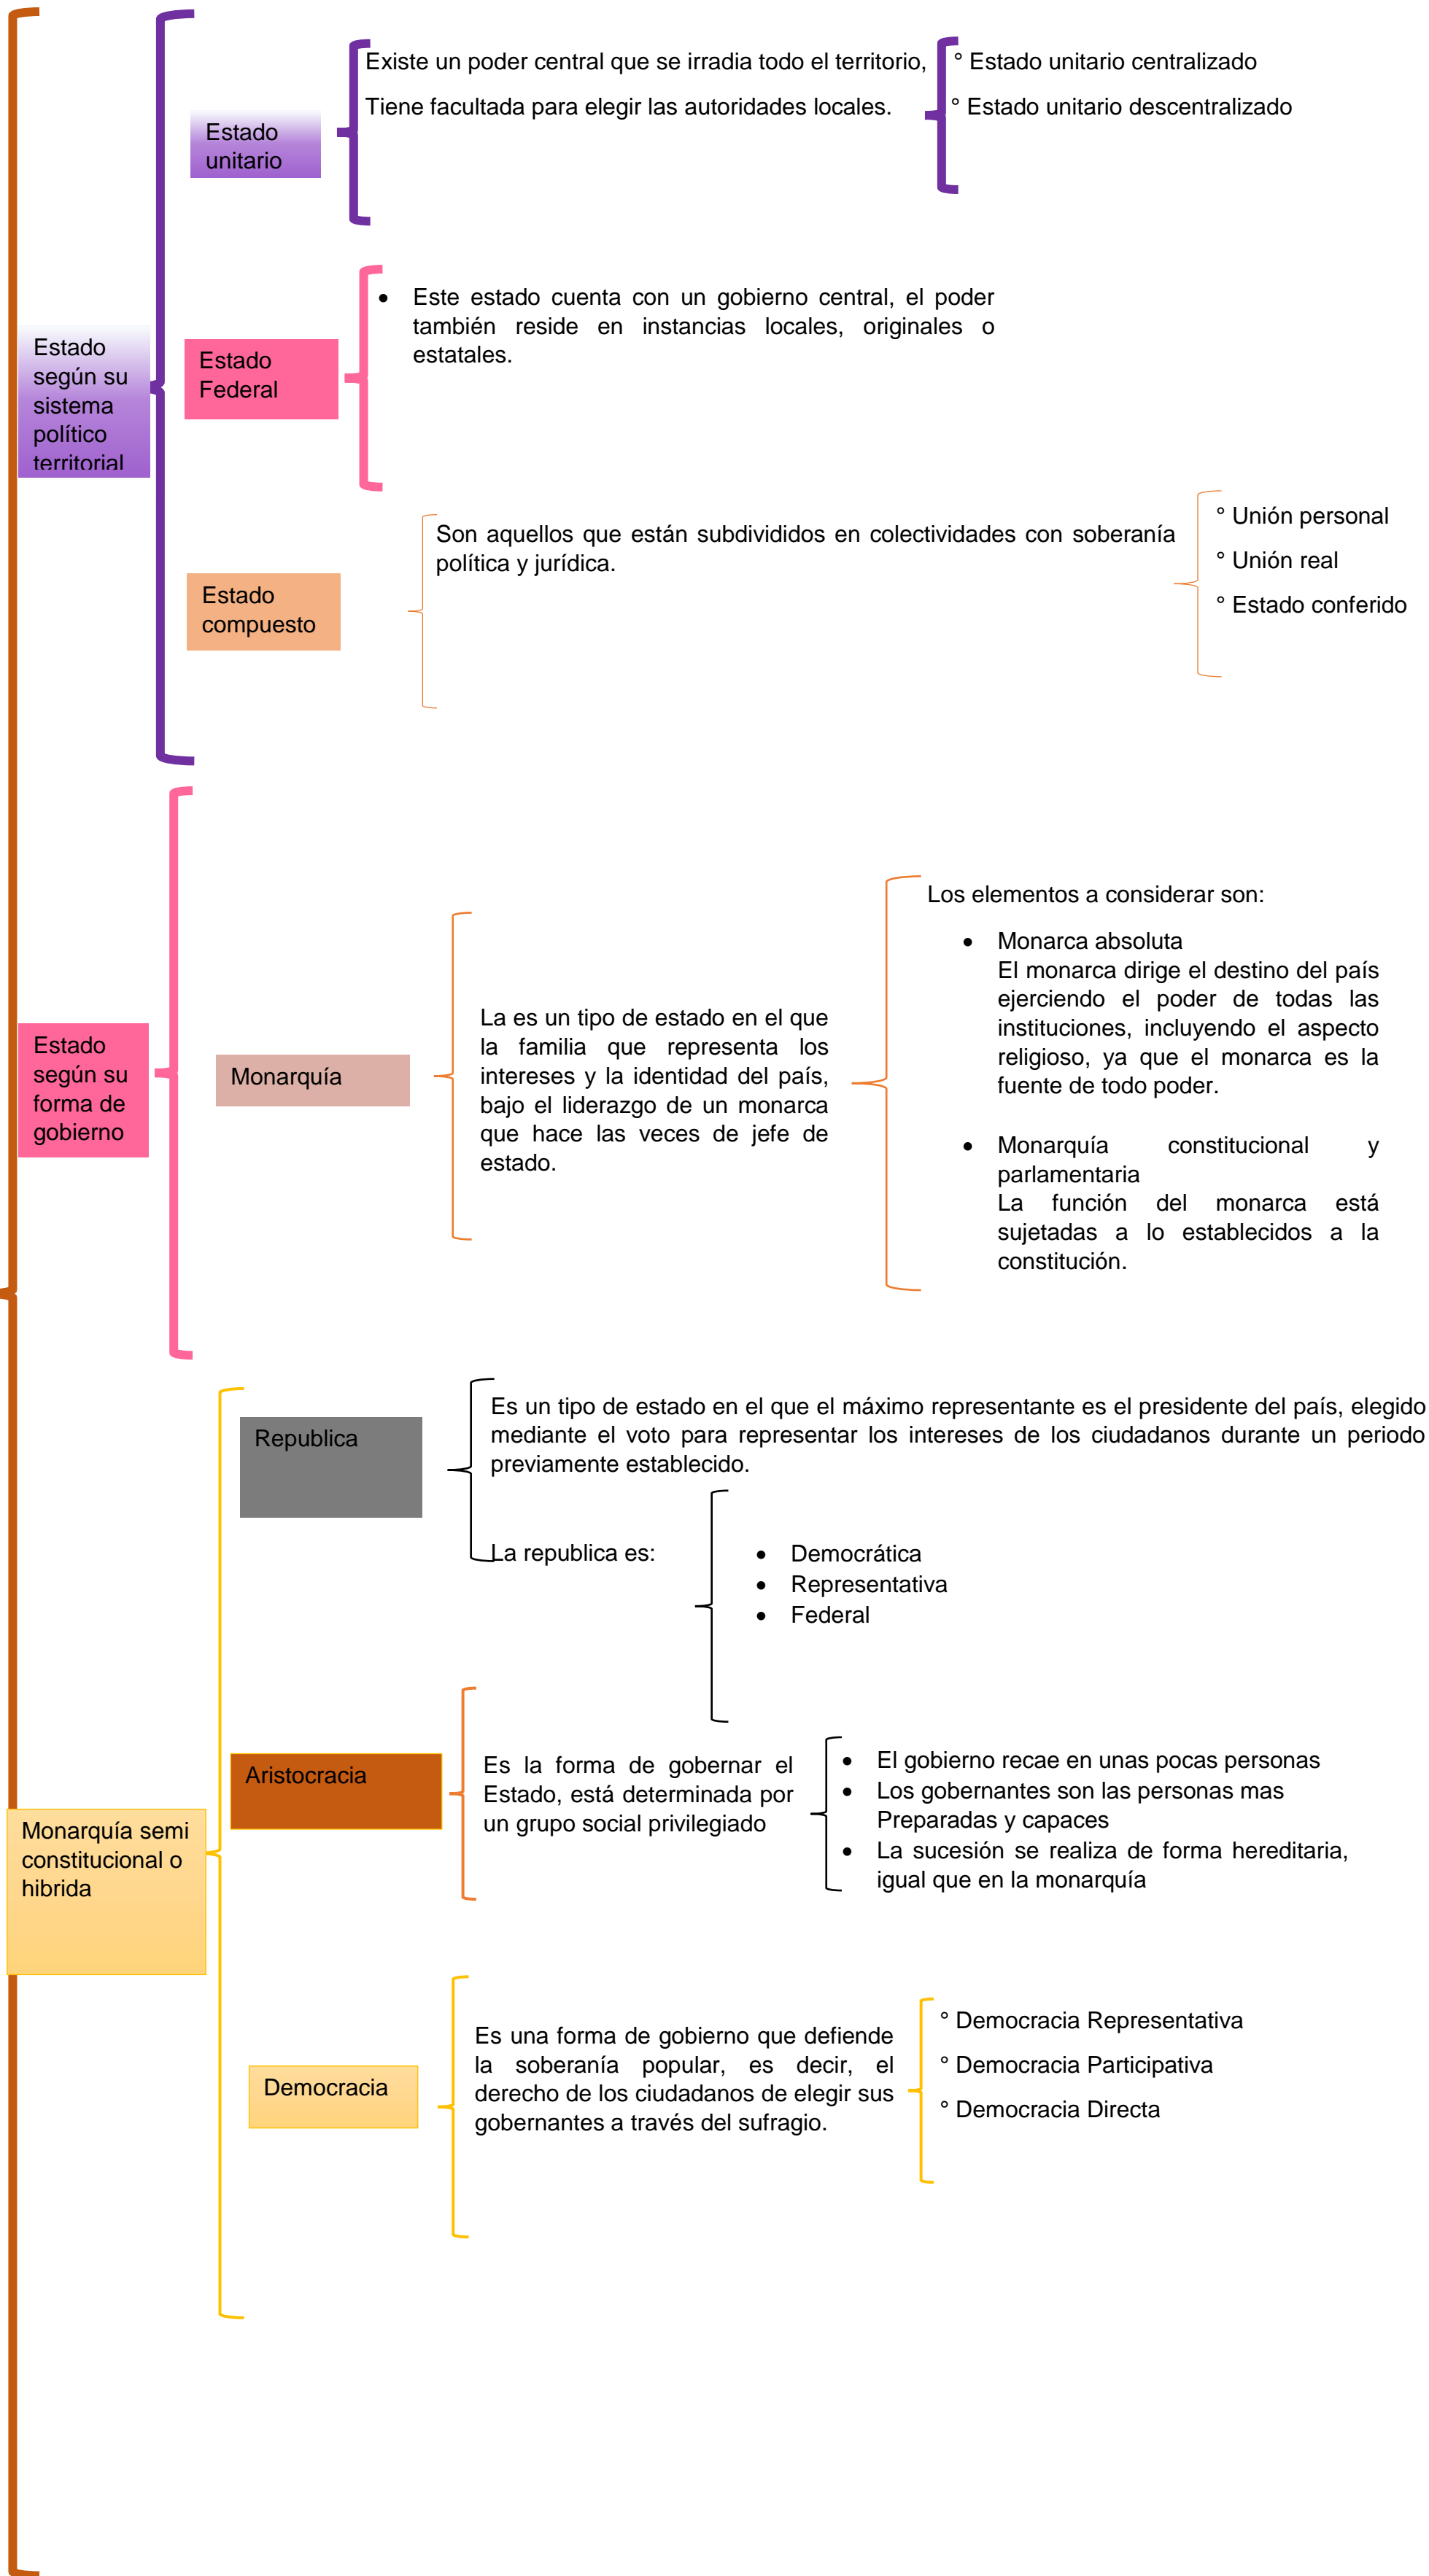 Existe un poder central que se irradia todo el territorio,
Tiene facultada para elegir las autoridades locales.
° Estado unitario centralizado
° Estado unitario descentralizado
Estado
unitario
• Este estado cuenta con un gobierno central, el poder
también reside en instancias locales, originales o
estatales.
Estado
según su
sistema
político
territorial
Estado
Federal
Son aquellos que están subdivididos en colectividades con soberanía
política y jurídica.
° Unión personal
° Unión real
° Estado conferido
Estado
compuesto
Los elementos a considerar son:
• Monarca absoluta
El monarca dirige el destino del país
ejerciendo el poder de todas las
instituciones, incluyendo el aspecto
religioso, ya que el monarca es la
fuente de todo poder.
• Monarquía constitucional y
parlamentaria
La función del monarca está
sujetadas a lo establecidos a la
constitución.
La es un tipo de estado en el que
la familia que representa los
intereses y la identidad del país,
bajo el liderazgo de un monarca
que hace las veces de jefe de
estado.
Estado
según su
forma de
gobierno
Monarquía
Es un tipo de estado en el que el máximo representante es el presidente del país, elegido
mediante el voto para representar los intereses de los ciudadanos durante un periodo
previamente establecido.
Republica
La republica es:
• Democrática
• Representativa
• Federal
Aristocracia
Es la forma de gobernar el
Estado, está determinada por
un grupo social privilegiado
• El gobierno recae en unas pocas personas
• Los gobernantes son las personas mas
Preparadas y capaces
• La sucesión se realiza de forma hereditaria,
igual que en la monarquía
Monarquía semi
constitucional o
hibrida
Es una forma de gobierno que defiende
la soberanía popular, es decir, el
derecho de los ciudadanos de elegir sus
gobernantes a través del sufragio.
° Democracia Representativa
° Democracia Participativa
° Democracia Directa
Democracia